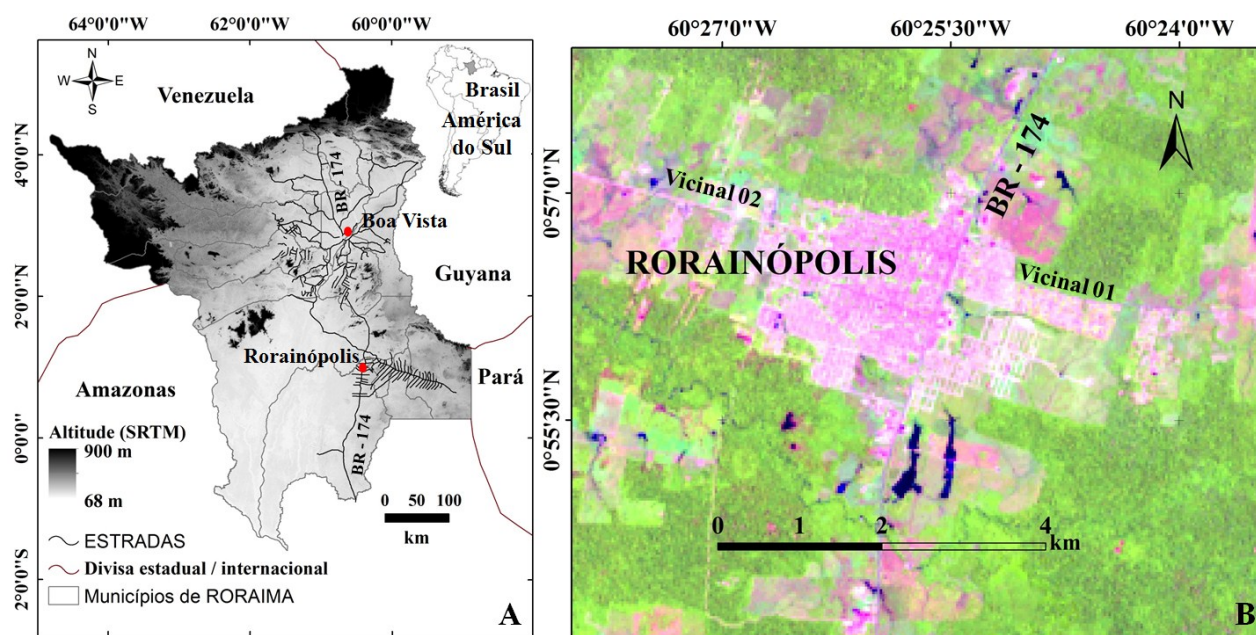 64°0'0"W
62°0'0"W
60°0'0"W
N
W
E
S
Venezuela
Brasil
América
do Sul
4°0'0"N
BR - 174
Boa Vista
Guyana
2°0'0"N
Rorainópolis
Amazonas
Pará
Altitude (SRTM)
900 m
68 m
0°0'0"N
BR - 174
0 50 100
km
ESTRADAS
Divisa estadual / internacional
Municípios de RORAIMA
2°0'0"S
A
60°27'0"W
60°25'30"W
60°24'0"W
N
BR - 174
0°57'0"N
Vicinal 02
RORAINÓPOLIS
Vicinal 01
0°55'30"N
0 1 2 4
km
B